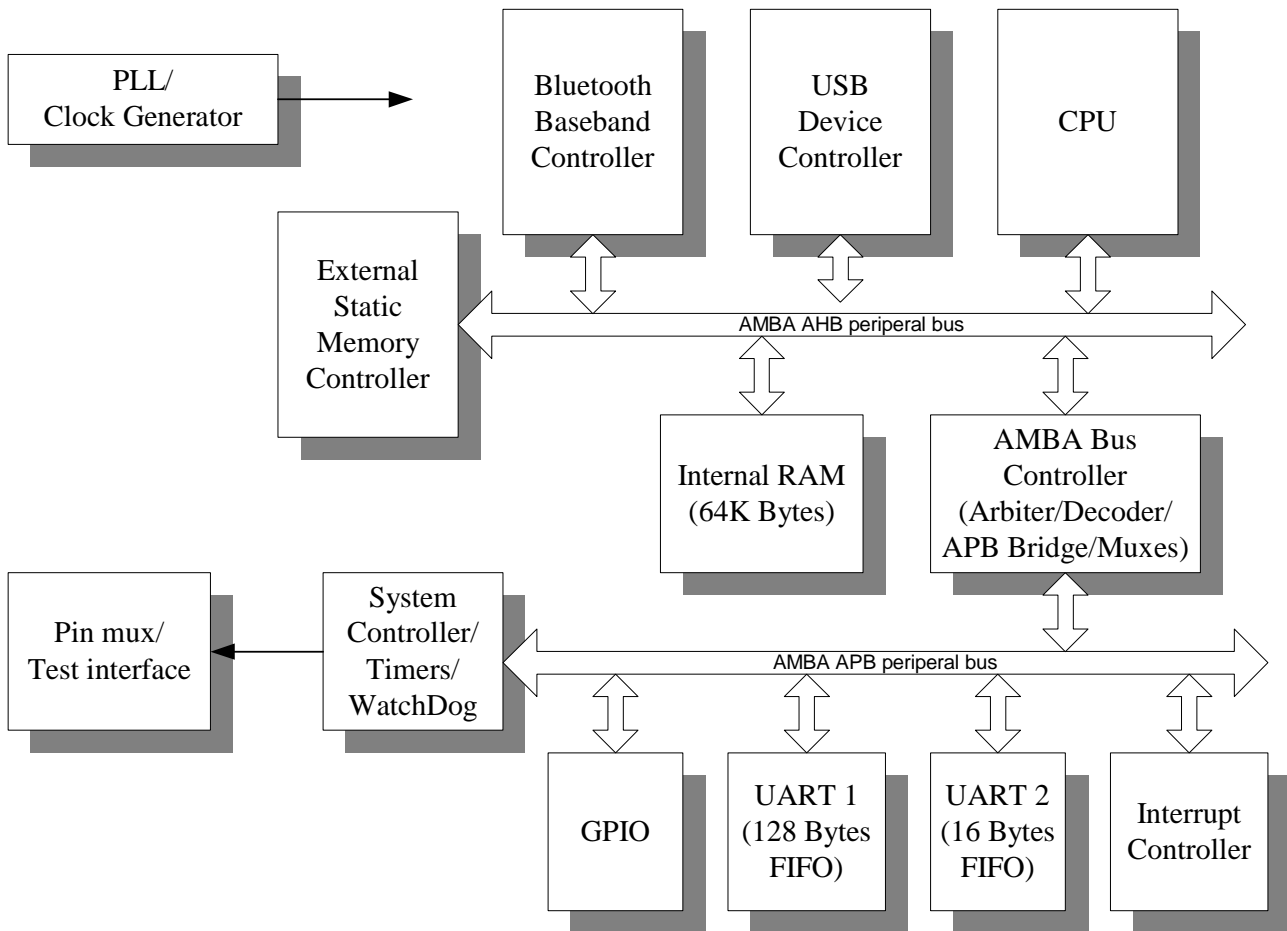 PLL/
Clock Generator
Bluetooth
Baseband
Controller
USB
Device
Controller
CPU
External
Static
Memory
Controller
AMBA AHB periperal bus
Internal RAM
(64K Bytes)
AMBA Bus
Controller
(Arbiter/Decoder/
APB Bridge/Muxes)
Pin mux/
Test interface
System
Controller/
Timers/
WatchDog
AMBA APB periperal bus
GPIO
UART 1
(128 Bytes
FIFO)
UART 2
(16 Bytes
FIFO)
Interrupt
Controller